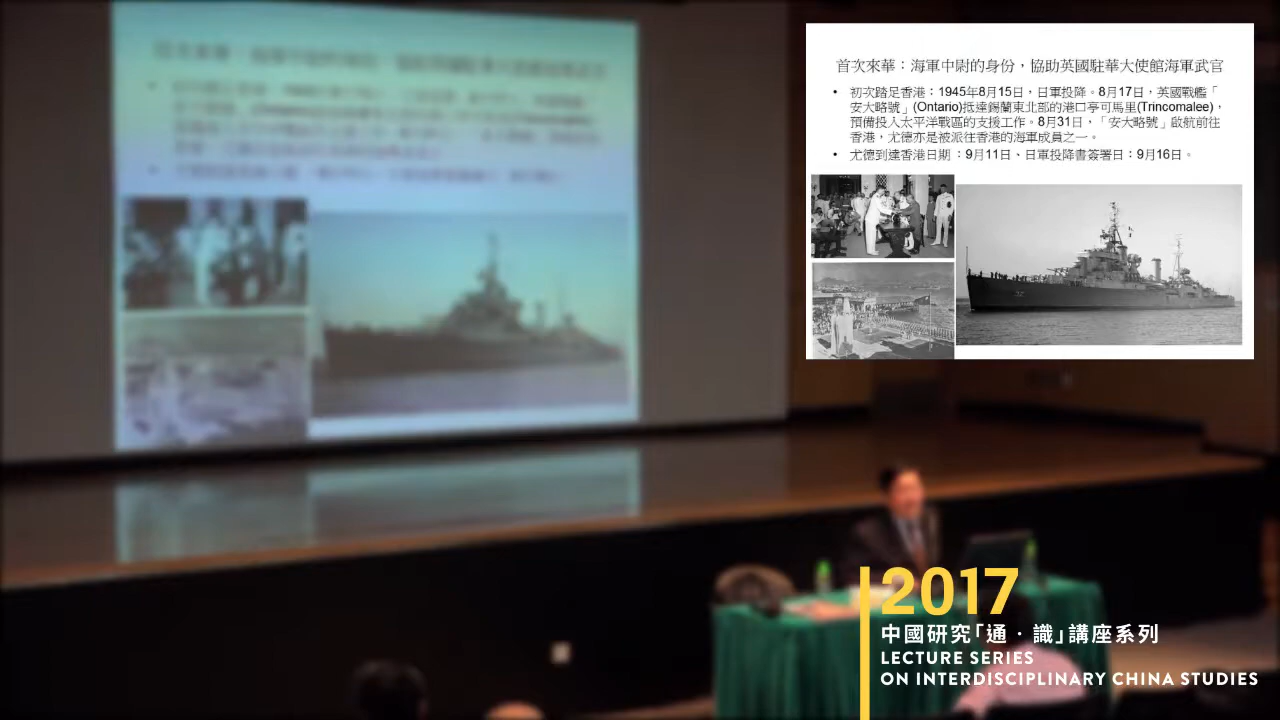 首次來華：海軍中尉的身份，協助英國駐華大使館海軍武官
• 初次踏足香港：1945年8月15日，日軍投降。8月17日，英國戰艦「
安大略號」(Ontario)抵達錫蘭東北部的港口亭可馬里(Trincomalee)，
預備投入太平洋戰區的支援工作。8月31日，「安大略號」啟航前往
香港，尤德亦是被派往香港的海軍成員之一。
• 尤德到達香港日期：9月11日、日軍投降書簽署日：9月16日。
2017
中國研究「通．識」講座系列
LECTURE SERIES
ON INTERDISCIPLINARY CHINA STUDIES